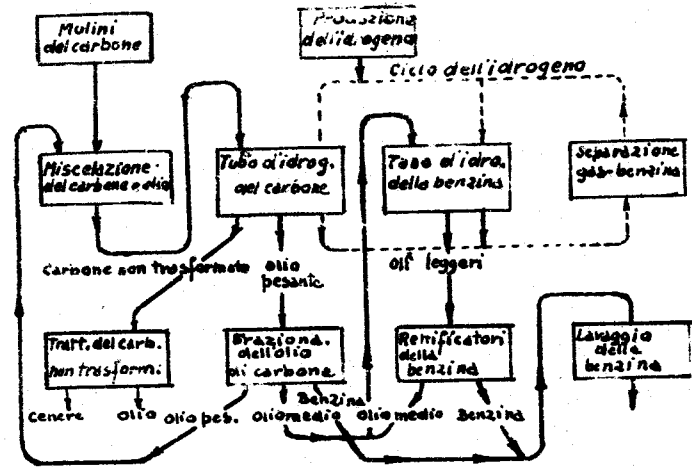 Mulini
del carbone
Produzione
dell'idrogeno
Ciclo dell'idrogeno
Miscelazione
del carbone e olio
Tubo d'idrog.
del carbone
Tubo d'idro.
della benzina
Separazione
gas-benzina
Carbone non trasformato
olio
pesante
Olî leggeri
Tratt. del carb.
non trasformi.
Fraziona.
dell'olio
di carbone
Rettificatori
della
benzina
Lavaggio
della
benzina
Cenere
Olio
Olio pes.
Benzina
Olio medio
Olio medio
Benzina